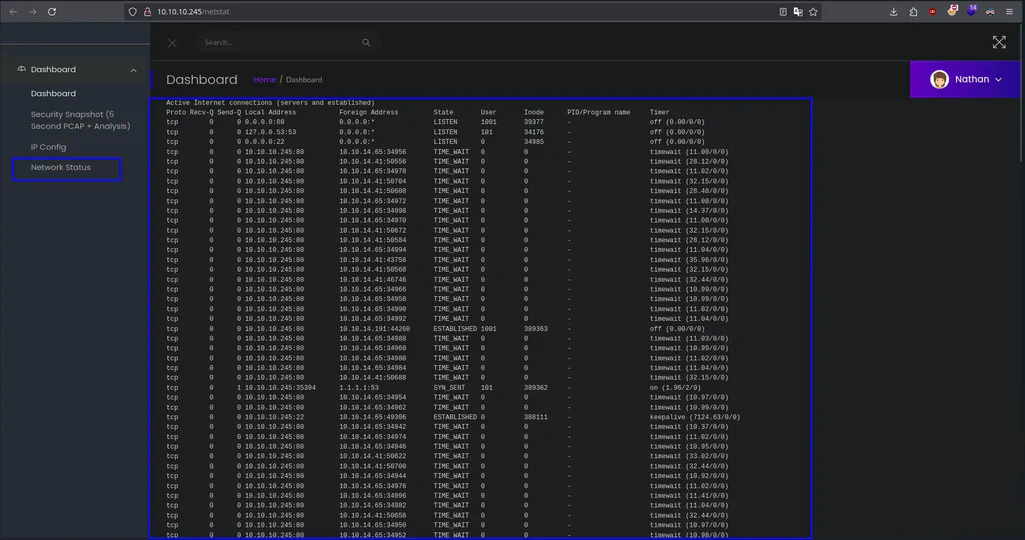 10.10.10.245/netstat
14
Search...
Dashboard
Dashboard
Security Snapshot (5
Second PCAP + Analysis)
IP Config
Network Status
Dashboard
Home / Dashboard
Nathan
Active Internet connections (servers and established)
Proto Recv-Q Send-Q Local Address Foreign Address State User Inode PID/Program name Timer
tcp 0 0 0.0.0.0:80 0.0.0.0:* LISTEN 1001 39377 - off (0.00/0/0)
tcp 0 0 127.0.0.53:53 0.0.0.0:* LISTEN 101 34176 - off (0.00/0/0)
tcp 0 0 0.0.0.0:22 0.0.0.0:* LISTEN 0 34985 - off (0.00/0/0)
tcp 0 0 10.10.10.245:80 10.10.14.65:34956 TIME_WAIT 0 0 - timewait (11.00/0/0)
tcp 0 0 10.10.10.245:80 10.10.14.41:50556 TIME_WAIT 0 0 - timewait (28.12/0/0)
tcp 0 0 10.10.10.245:80 10.10.14.65:34978 TIME_WAIT 0 0 - timewait (11.02/0/0)
tcp 0 0 10.10.10.245:80 10.10.14.41:50704 TIME_WAIT 0 0 - timewait (32.15/0/0)
tcp 0 0 10.10.10.245:80 10.10.14.41:50608 TIME_WAIT 0 0 - timewait (28.48/0/0)
tcp 0 0 10.10.10.245:80 10.10.14.65:34972 TIME_WAIT 0 0 - timewait (11.00/0/0)
tcp 0 0 10.10.10.245:80 10.10.14.65:34998 TIME_WAIT 0 0 - timewait (14.37/0/0)
tcp 0 0 10.10.10.245:80 10.10.14.65:34970 TIME_WAIT 0 0 - timewait (11.00/0/0)
tcp 0 0 10.10.10.245:80 10.10.14.41:50672 TIME_WAIT 0 0 - timewait (32.15/0/0)
tcp 0 0 10.10.10.245:80 10.10.14.41:50584 TIME_WAIT 0 0 - timewait (28.12/0/0)
tcp 0 0 10.10.10.245:80 10.10.14.65:34994 TIME_WAIT 0 0 - timewait (11.04/0/0)
tcp 0 0 10.10.10.245:80 10.10.14.41:43758 TIME_WAIT 0 0 - timewait (35.96/0/0)
tcp 0 0 10.10.10.245:80 10.10.14.41:50568 TIME_WAIT 0 0 - timewait (32.15/0/0)
tcp 0 0 10.10.10.245:80 10.10.14.41:46746 TIME_WAIT 0 0 - timewait (32.44/0/0)
tcp 0 0 10.10.10.245:80 10.10.14.65:34966 TIME_WAIT 0 0 - timewait (10.99/0/0)
tcp 0 0 10.10.10.245:80 10.10.14.65:34958 TIME_WAIT 0 0 - timewait (10.99/0/0)
tcp 0 0 10.10.10.245:80 10.10.14.65:34990 TIME_WAIT 0 0 - timewait (11.02/0/0)
tcp 0 0 10.10.10.245:80 10.10.14.65:34992 TIME_WAIT 0 0 - timewait (11.04/0/0)
tcp 0 0 10.10.10.245:80 10.10.14.191:44260 ESTABLISHED 1001 389363 - off (0.00/0/0)
tcp 0 0 10.10.10.245:80 10.10.14.65:34988 TIME_WAIT 0 0 - timewait (11.03/0/0)
tcp 0 0 10.10.10.245:80 10.10.14.65:34960 TIME_WAIT 0 0 - timewait (10.99/0/0)
tcp 0 0 10.10.10.245:80 10.10.14.65:34980 TIME_WAIT 0 0 - timewait (11.02/0/0)
tcp 0 0 10.10.10.245:80 10.10.14.65:34984 TIME_WAIT 0 0 - timewait (11.04/0/0)
tcp 0 0 10.10.10.245:80 10.10.14.41:50688 TIME_WAIT 0 0 - timewait (32.15/0/0)
tcp 0 1 10.10.10.245:35394 1.1.1.1:53 SYN_SENT 101 389362 - on (1.96/2/0)
tcp 0 0 10.10.10.245:80 10.10.14.65:34954 TIME_WAIT 0 0 - timewait (10.97/0/0)
tcp 0 0 10.10.10.245:80 10.10.14.65:34962 TIME_WAIT 0 0 - timewait (10.99/0/0)
tcp 0 0 10.10.10.245:22 10.10.14.65:49306 ESTABLISHED 0 388111 - keepalive (7124.63/0/0)
tcp 0 0 10.10.10.245:80 10.10.14.65:34942 TIME_WAIT 0 0 - timewait (10.37/0/0)
tcp 0 0 10.10.10.245:80 10.10.14.65:34974 TIME_WAIT 0 0 - timewait (11.02/0/0)
tcp 0 0 10.10.10.245:80 10.10.14.65:34946 TIME_WAIT 0 0 - timewait (10.95/0/0)
tcp 0 0 10.10.10.245:80 10.10.14.41:50622 TIME_WAIT 0 0 - timewait (33.02/0/0)
tcp 0 0 10.10.10.245:80 10.10.14.41:50700 TIME_WAIT 0 0 - timewait (32.44/0/0)
tcp 0 0 10.10.10.245:80 10.10.14.65:34944 TIME_WAIT 0 0 - timewait (10.92/0/0)
tcp 0 0 10.10.10.245:80 10.10.14.65:34976 TIME_WAIT 0 0 - timewait (11.02/0/0)
tcp 0 0 10.10.10.245:80 10.10.14.65:34996 TIME_WAIT 0 0 - timewait (11.41/0/0)
tcp 0 0 10.10.10.245:80 10.10.14.65:34982 TIME_WAIT 0 0 - timewait (11.04/0/0)
tcp 0 0 10.10.10.245:80 10.10.14.41:50658 TIME_WAIT 0 0 - timewait (32.44/0/0)
tcp 0 0 10.10.10.245:80 10.10.14.65:34950 TIME_WAIT 0 0 - timewait (10.97/0/0)
tcp 0 0 10.10.10.245:80 10.10.14.65:34952 TIME_WAIT 0 0 - timewait (10.98/0/0)